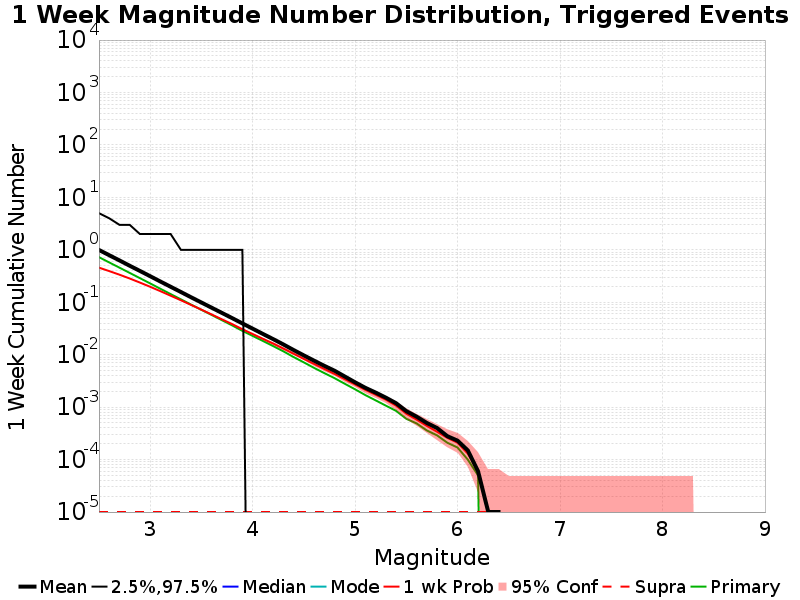 1 Week Magnitude Number Distribution, Triggered Events
10^4
10^3
10^2
10^1
10^0
10^-1
10^-2
10^-3
10^-4
10^-5
1 Week Cumulative Number
3 4 5 6 7 8 9
Magnitude
Mean 2.5%,97.5% Median Mode 1 wk Prob 95% Conf Supra Primary